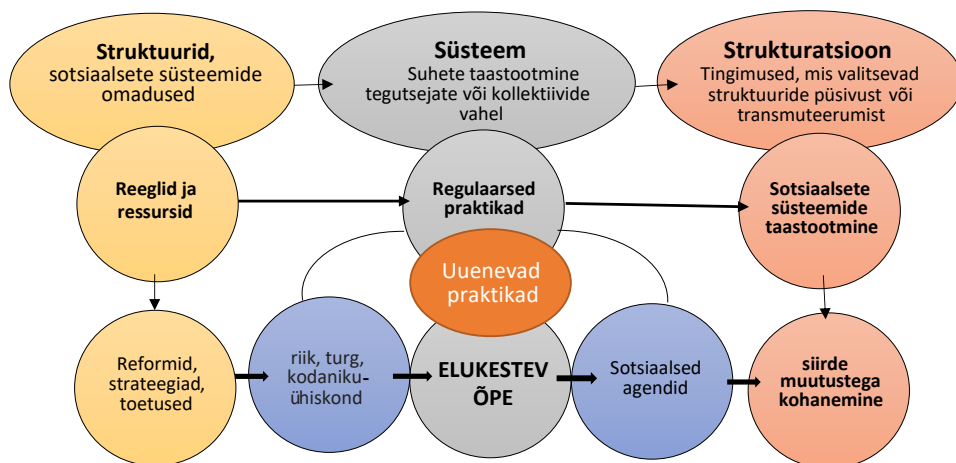 Struktuurid,
sotsiaalsete süsteemide
omadused
Süsteem
Suhete taastootmine
tegutsejate või kollektiivide
vahel
Strukturatsioon
Tingimused, mis valitsevad
struktuuride püsivust või
transmuteerumist
Reeglid ja
ressursid
Regulaarsed
praktikad
Sotsiaalsete
süsteemide
taastootmine
Uuenevad
praktikad
Reformid,
strateegiad,
toetused
riik, turg,
kodaniku-
ühiskond
ELUKESTEV
ÕPE
Sotsiaalsed
agendid
siirde
muutustega
kohanemine